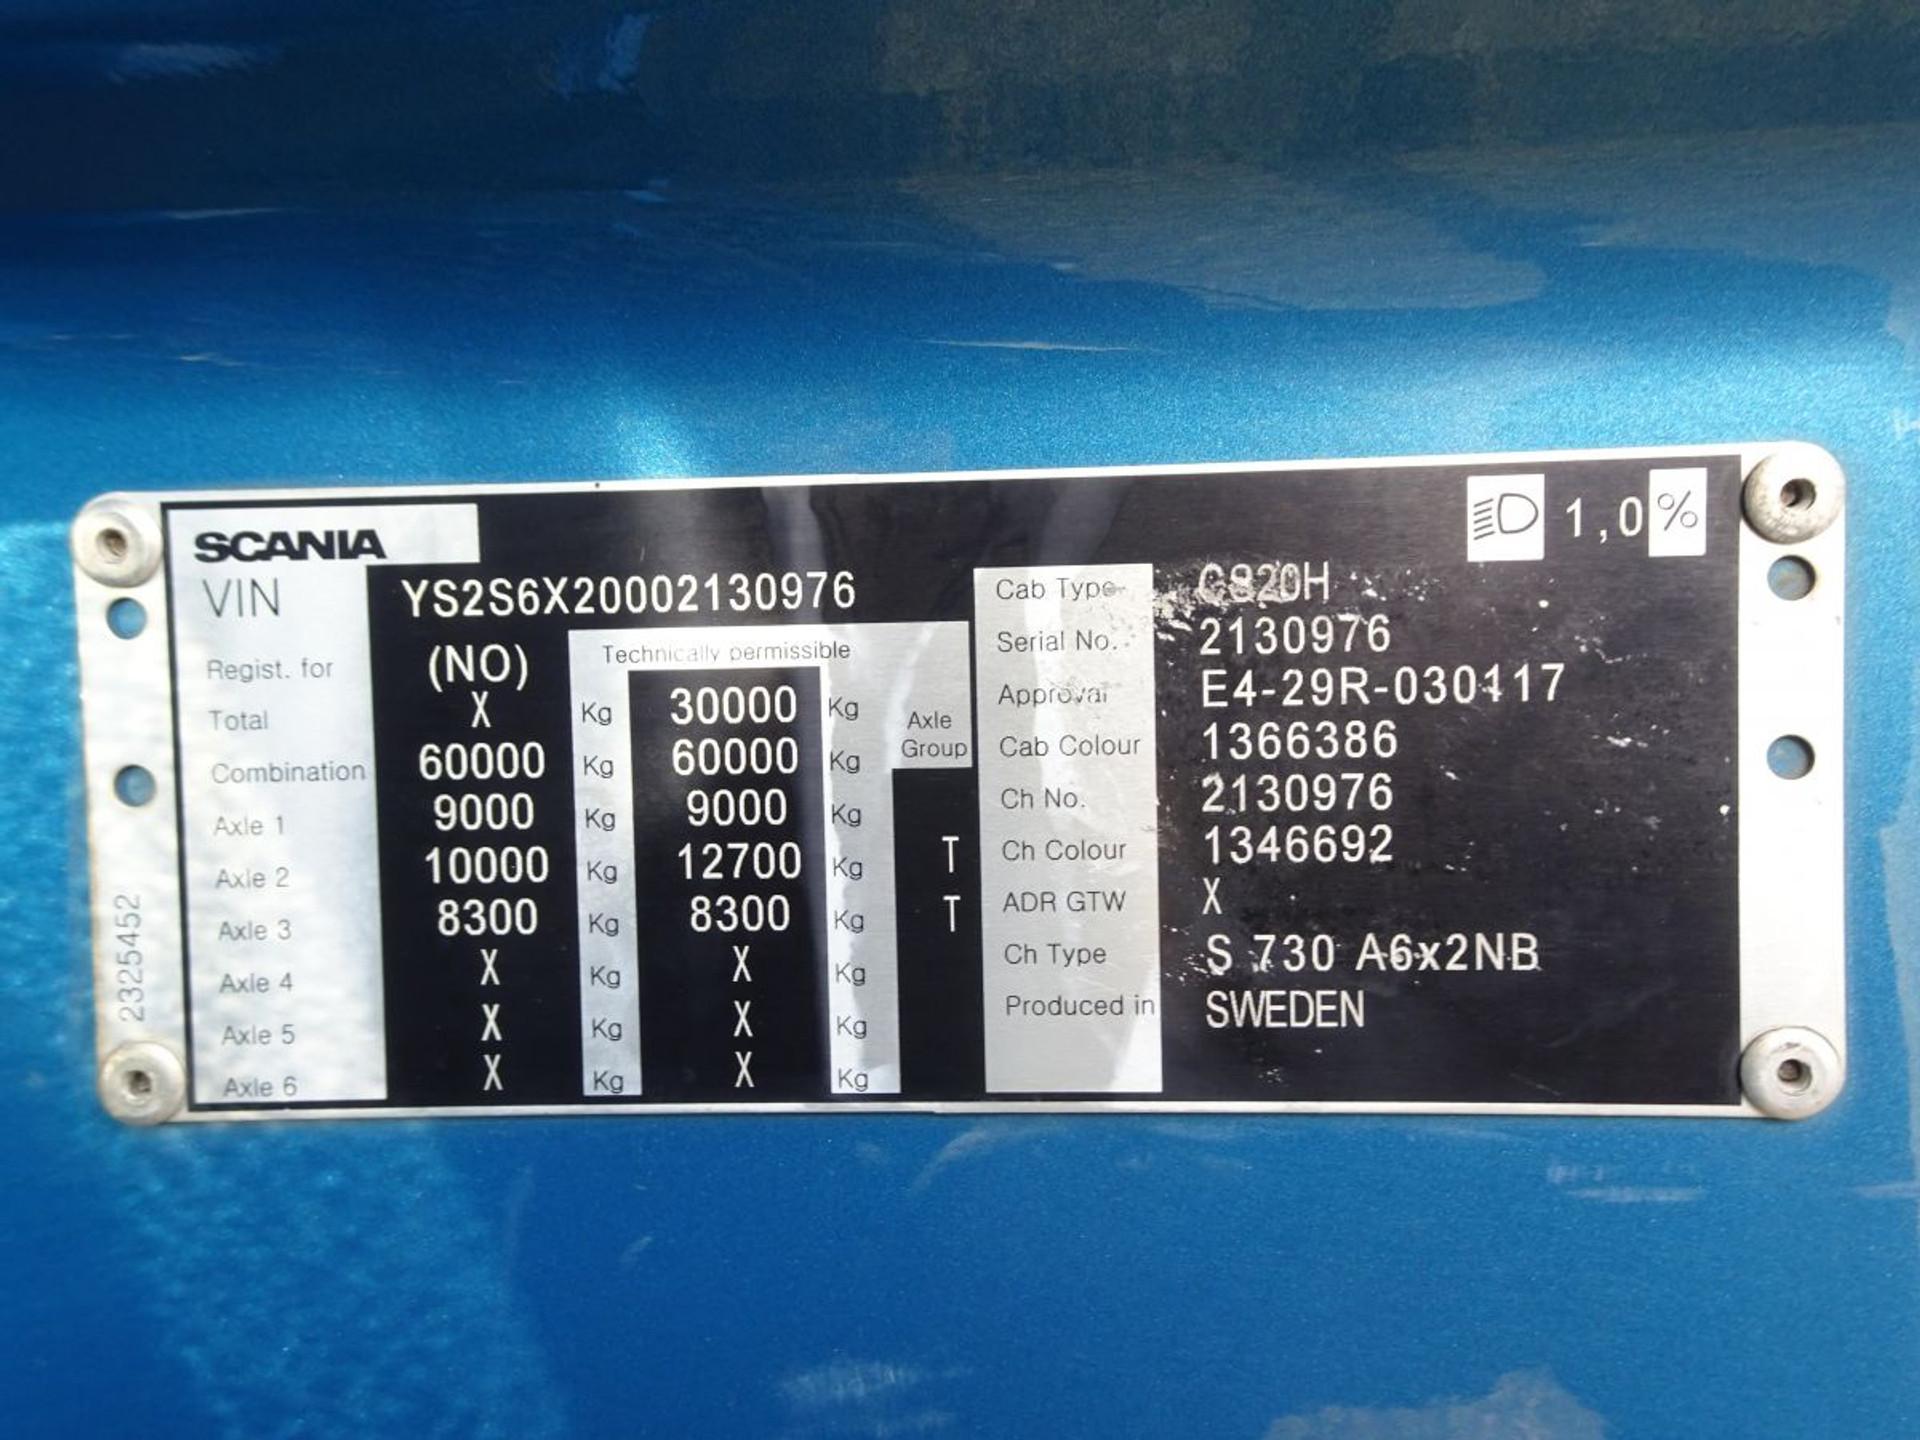 SCANIA
1,0 %
VIN YS2S6X20002130976
Regist. for (NO) Technically permissible
Total X Kg 30000 Kg Axle Group
Combination 60000 Kg 60000 Kg
Axle 1 9000 Kg 9000 Kg
Axle 2 10000 Kg 12700 Kg T
Axle 3 8300 Kg 8300 Kg T
Axle 4 X Kg X Kg
Axle 5 X Kg X Kg
Axle 6 X Kg X Kg
Cab Type
Serial No. 2130976
Approval E4-29R-030117
Cab Colour 1366386
Ch No. 2130976
Ch Colour 1346692
ADR GTW X
Ch Type S 730 A6x2NB
Produced in SWEDEN
2325452